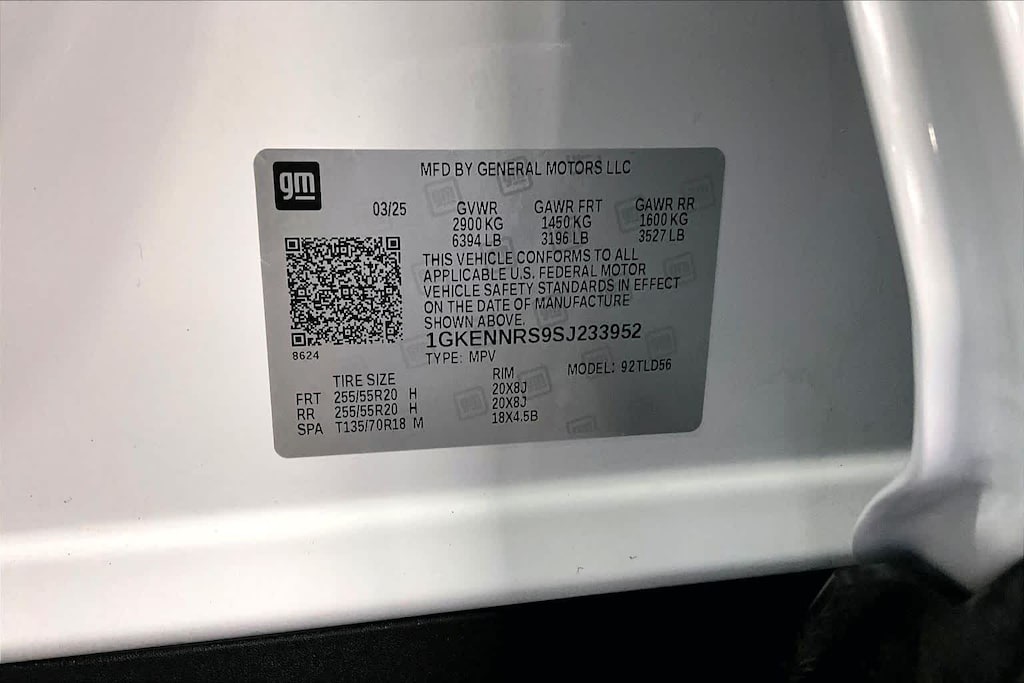 gm
MFD BY GENERAL MOTORS LLC
03/25 GVWR GAWR FRT GAWR RR
2900 KG 1450 KG 1600 KG
6394 LB 3196 LB 3527 LB
THIS VEHICLE CONFORMS TO ALL
APPLICABLE U.S. FEDERAL MOTOR
VEHICLE SAFETY STANDARDS IN EFFECT
ON THE DATE OF MANUFACTURE
SHOWN ABOVE.
1GKENNRS9SJ233952
8624
TYPE: MPV
MODEL: 92TLD56
TIRE SIZE RIM
FRT 255/55R20 H 20X8J
RR 255/55R20 H 20X8J
SPA T135/70R18 M 18X4.5B